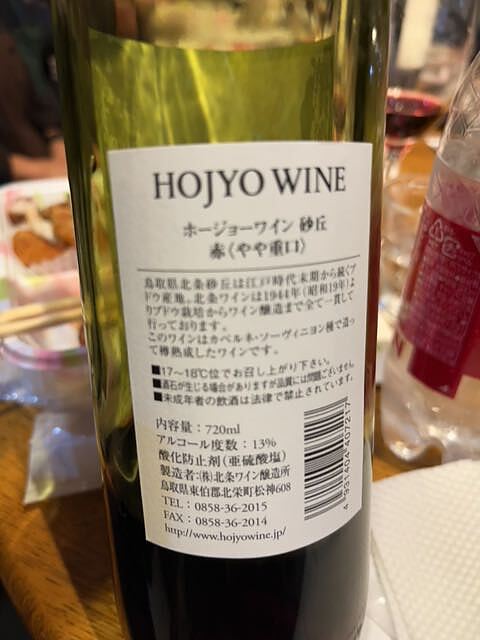 HOJYO WINE
ホージョーワイン 砂丘
赤〈やや重口〉
鳥取県北条砂丘は江戸時代末期から続くブ
ドウ産地。北条ワインは1944年（昭和19年）よ
りブドウ栽培からワイン醸造まで全て一貫して
行っております。
このワインはカベルネ・ソーヴィニヨン種で造っ
て樽熟成したワインです。
■17〜18℃位でお召し上がり下さい。
■酒石が生じる場合がありますが品質には問題ございません。
■未成年者の飲酒は法律で禁止されています。
内容量：720ml
アルコール度数：13%
酸化防止剤（亜硫酸塩）
製造者：㈱北条ワイン醸造所
鳥取県東伯郡北栄町松神608
TEL：0858-36-2015
FAX：0858-36-2014
http://www.hojyowine.jp/
4 931404 407217